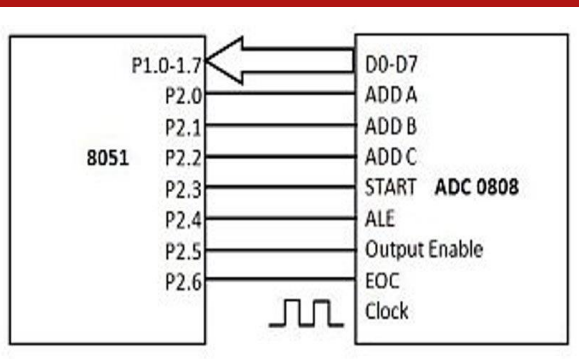 P1.0-1.7 D0-D7
P2.0 ADD A
P2.1 ADD B
8051 P2.2 ADD C
P2.3 START ADC 0808
P2.4 ALE
P2.5 Output Enable
P2.6 EOC
Clock